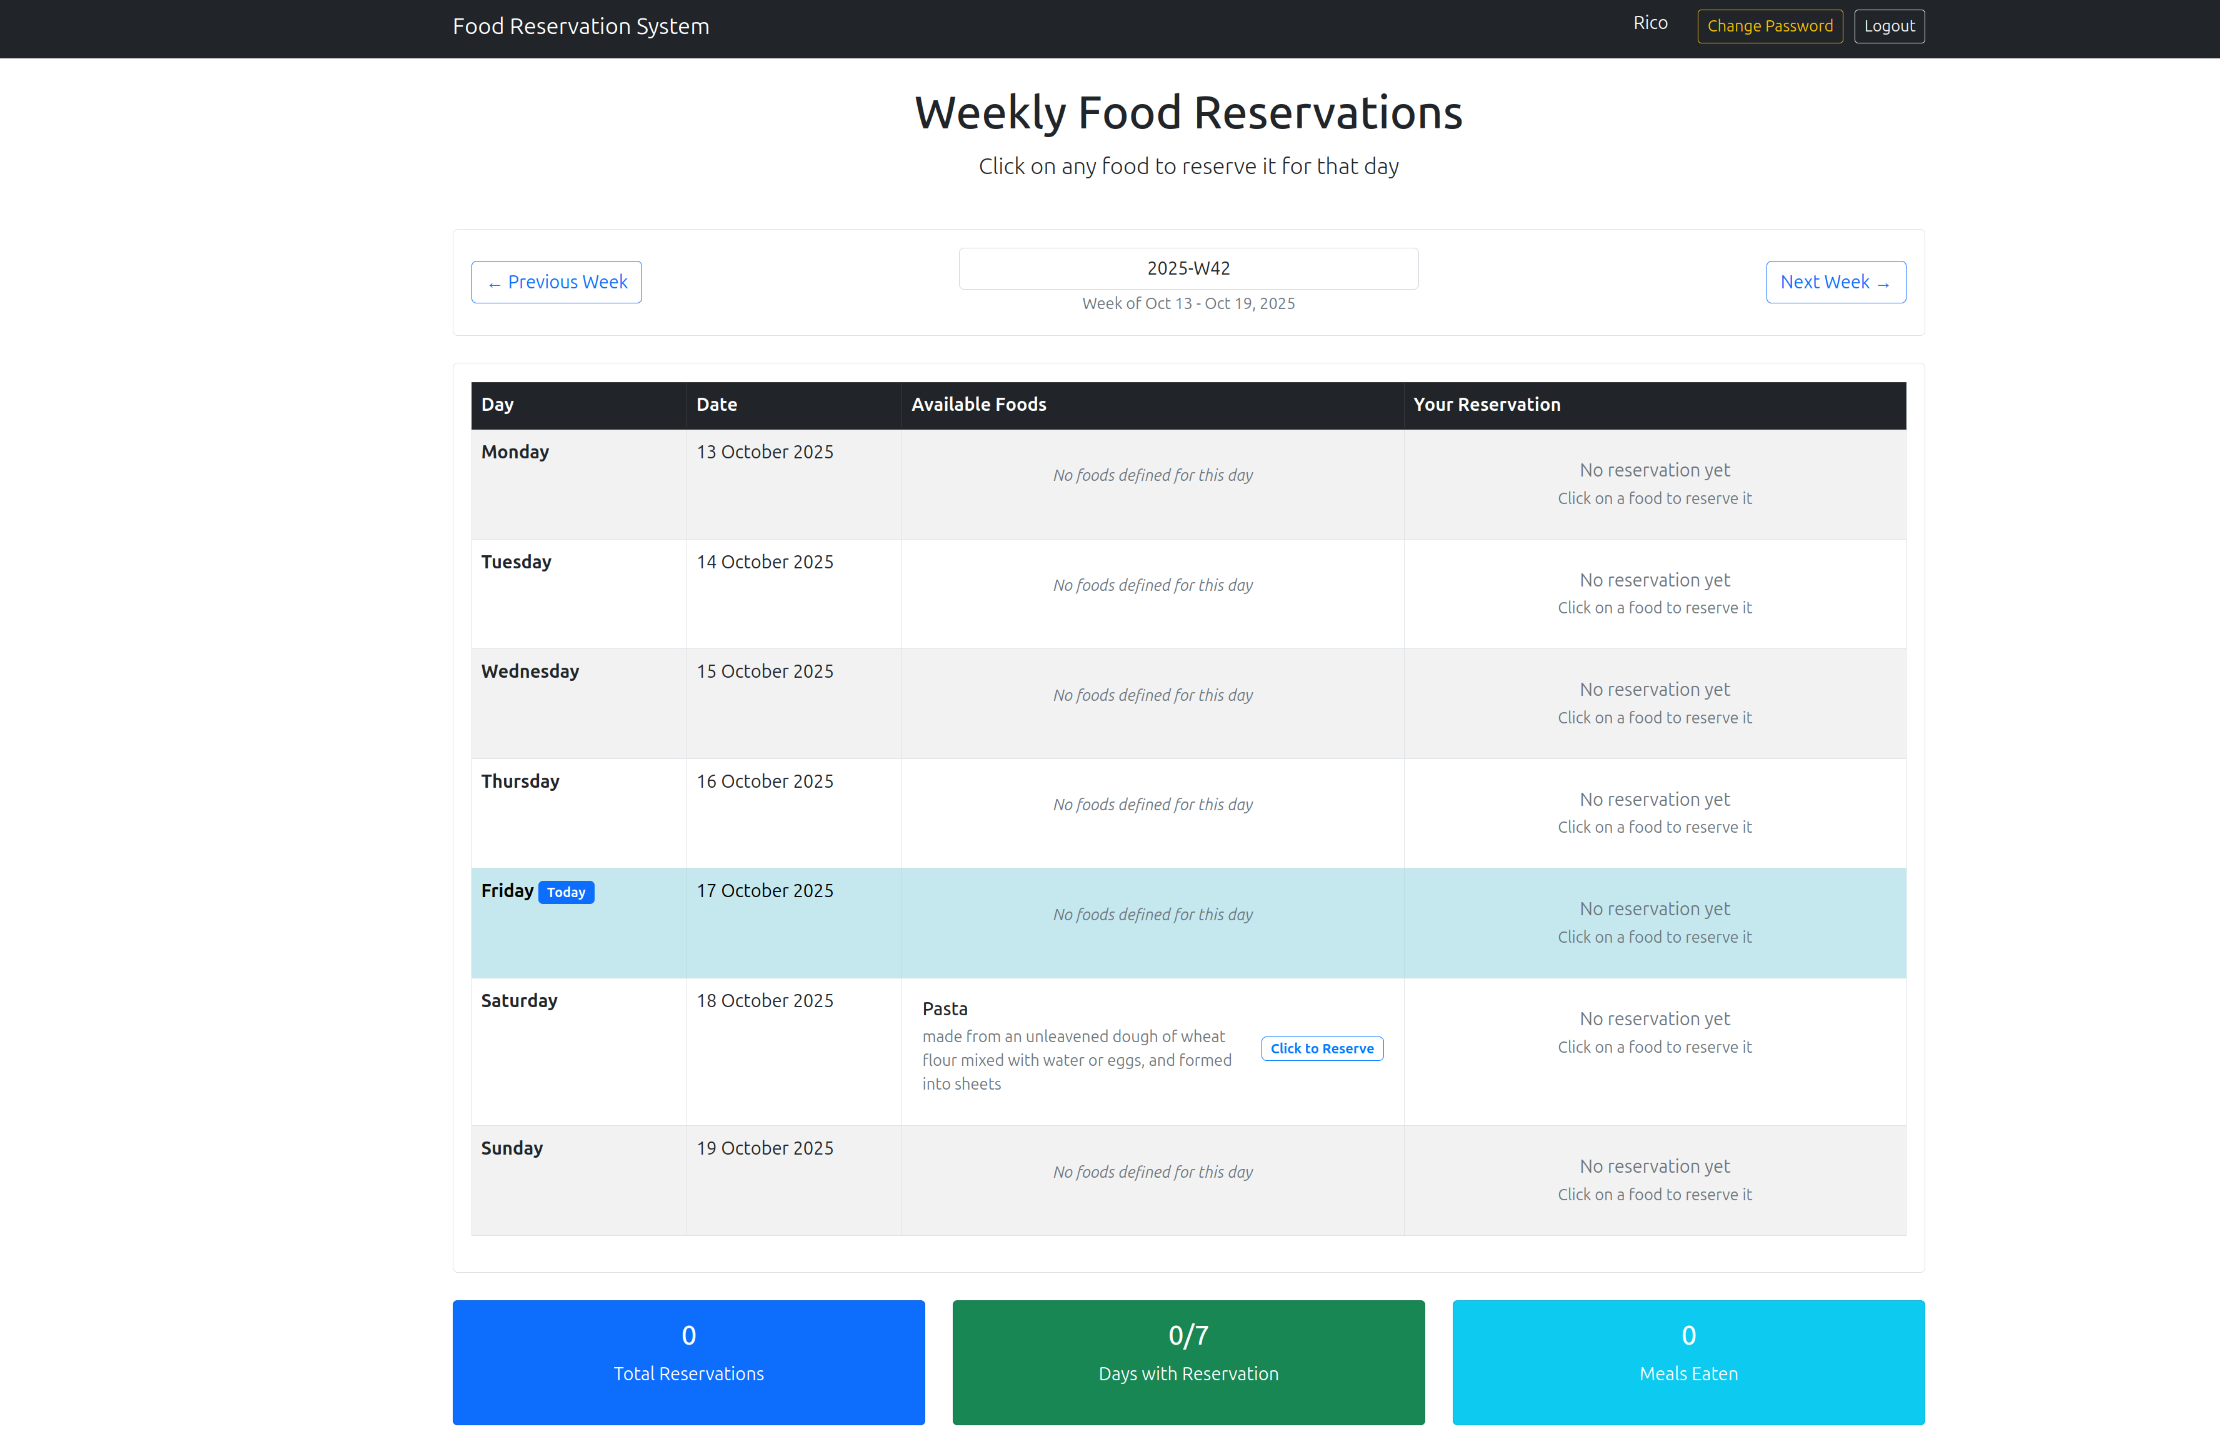 Food Reservation System
Rico
Change Password
Logout
Weekly Food Reservations
Click on any food to reserve it for that day
← Previous Week
2025-W42
Week of Oct 13 - Oct 19, 2025
Next Week →
Day Date Available Foods Your Reservation
Monday 13 October 2025 No foods defined for this day No reservation yet
Click on a food to reserve it
Tuesday 14 October 2025 No foods defined for this day No reservation yet
Click on a food to reserve it
Wednesday 15 October 2025 No foods defined for this day No reservation yet
Click on a food to reserve it
Thursday 16 October 2025 No foods defined for this day No reservation yet
Click on a food to reserve it
Friday Today 17 October 2025 No foods defined for this day No reservation yet
Click on a food to reserve it
Saturday 18 October 2025
Pasta
made from an unleavened dough of wheat
flour mixed with water or eggs, and formed
into sheets
Click to Reserve
No reservation yet
Click on a food to reserve it
Sunday 19 October 2025 No foods defined for this day No reservation yet
Click on a food to reserve it
0
Total Reservations
0/7
Days with Reservation
0
Meals Eaten